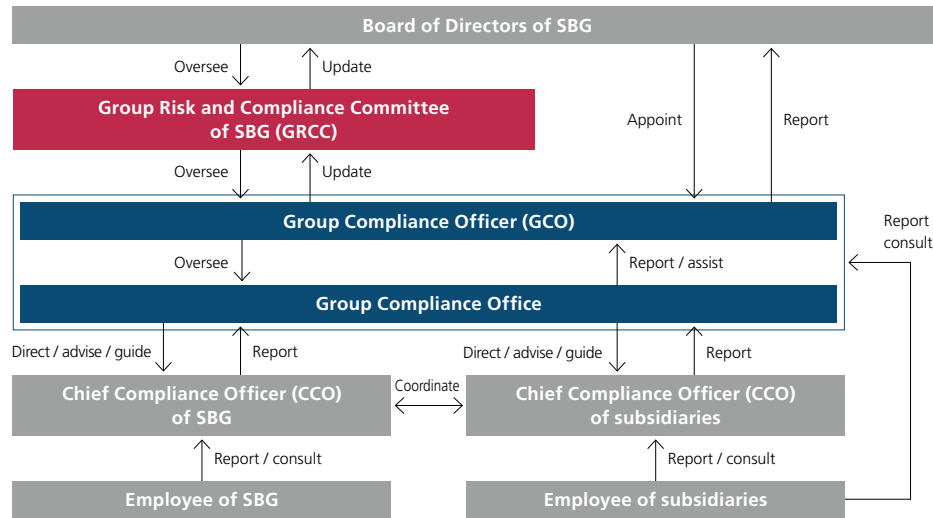 Board of Directors of SBG
Oversee
Update
Appoint
Report
Group Risk and Compliance Committee
of SBG (GRCC)
Oversee
Update
Group Compliance Officer (GCO)
Report
consult
Oversee
Report / assist
Group Compliance Office
Direct / advise / guide
Report
Direct / advise / guide
Report
Chief Compliance Officer (CCO)
of SBG
Coordinate
Chief Compliance Officer (CCO)
of subsidiaries
Report / consult
Report / consult
Employee of SBG
Employee of subsidiaries